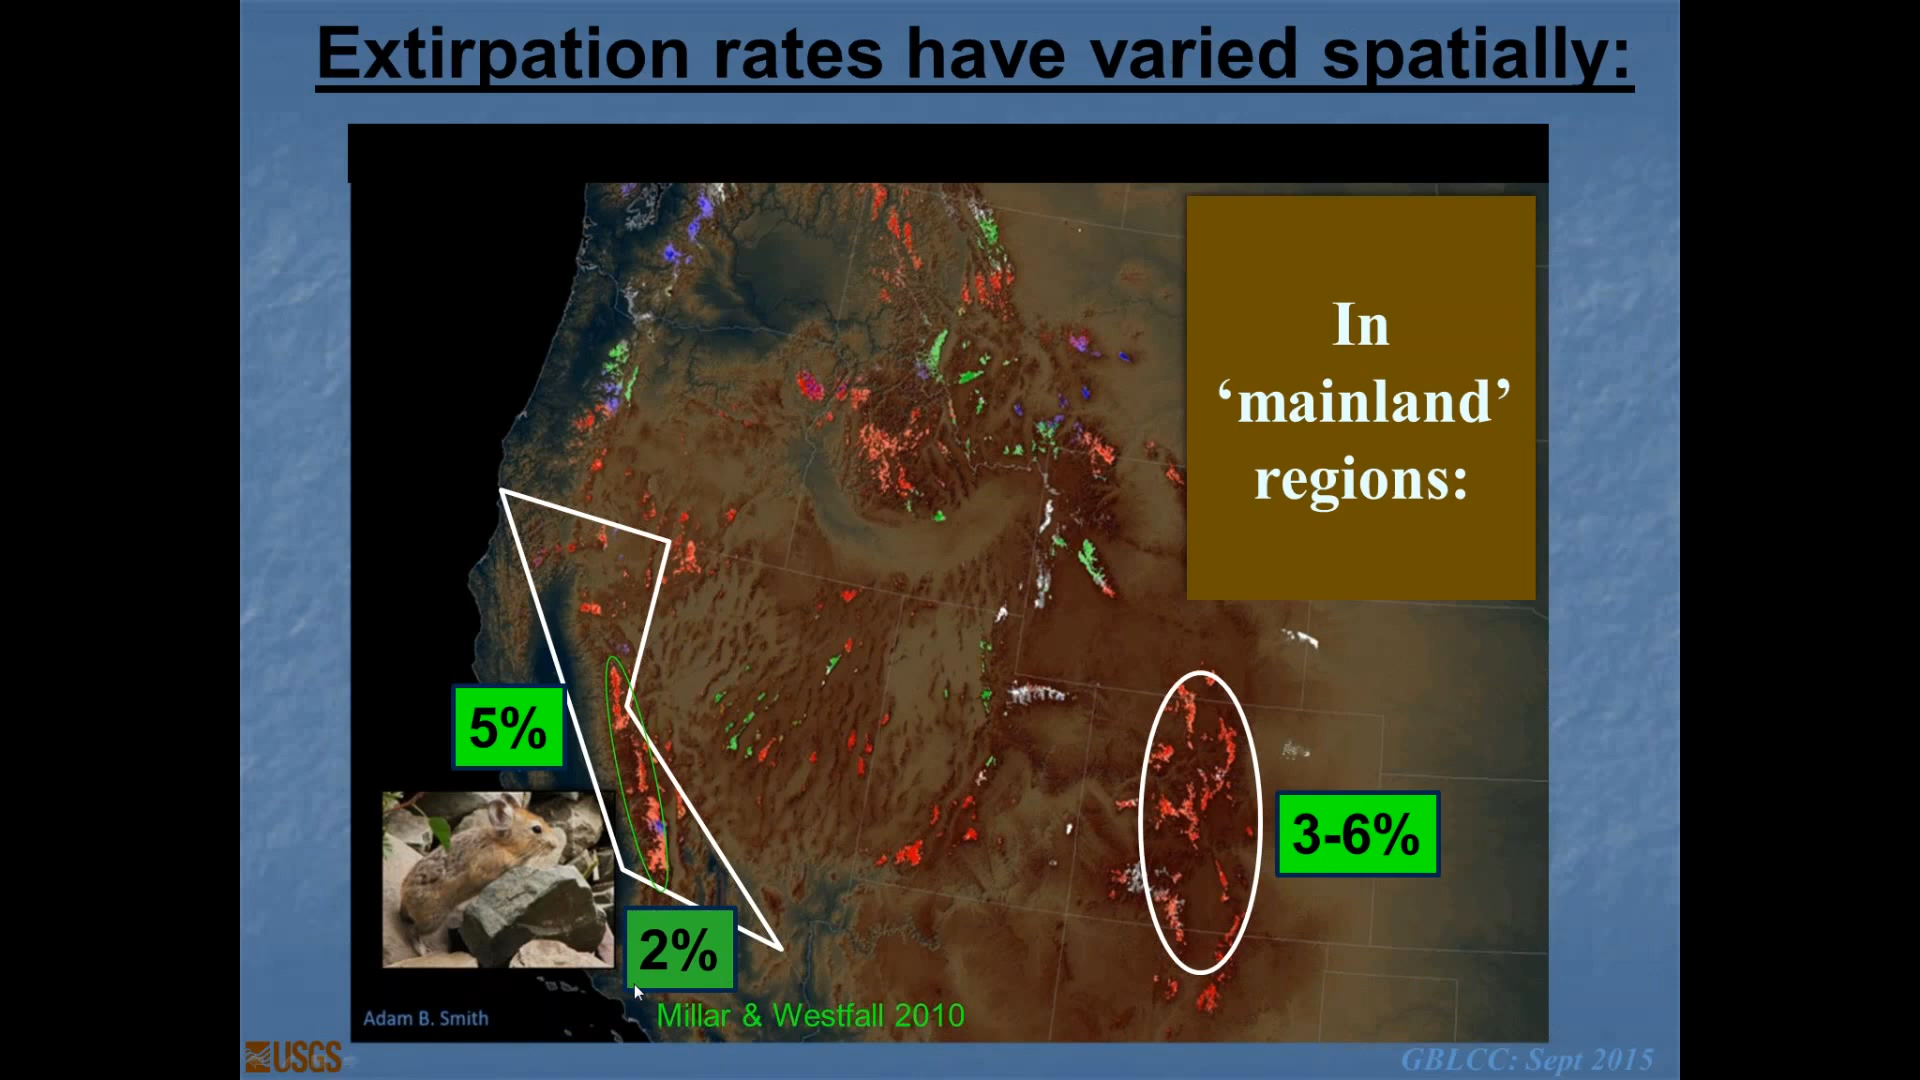 Extirpation rates have varied spatially:
In
‘mainland’
regions:
5%
3-6%
2%
Millar & Westfall 2010
Adam B. Smith
USGS
GBLCC: Sept 2015